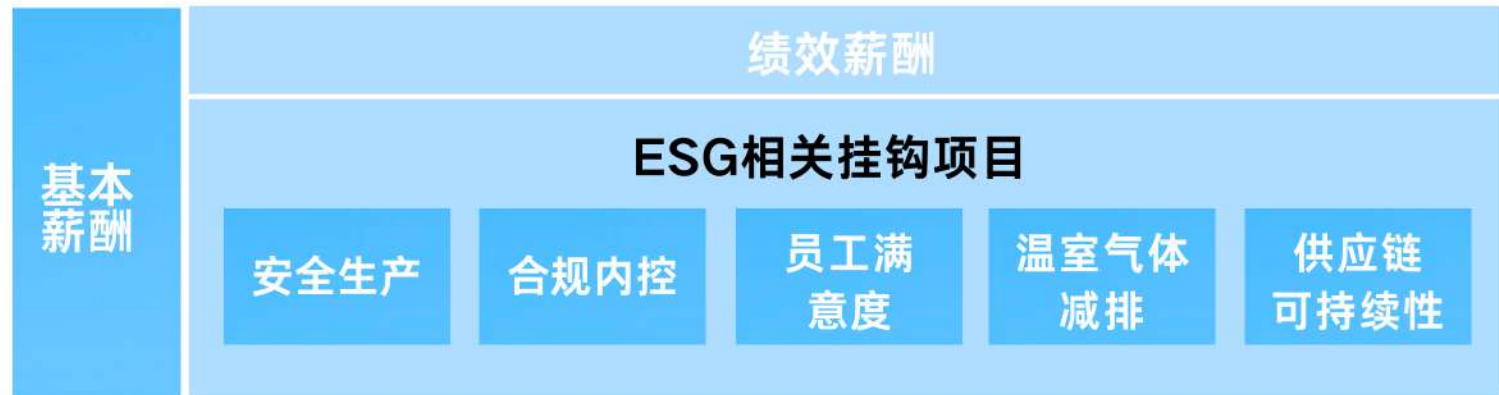 绩效薪酬
基本
薪酬
ESG相关挂钩项目
安全生产
合规内控
员工满
意度
温室气体
减排
供应链
可持续性